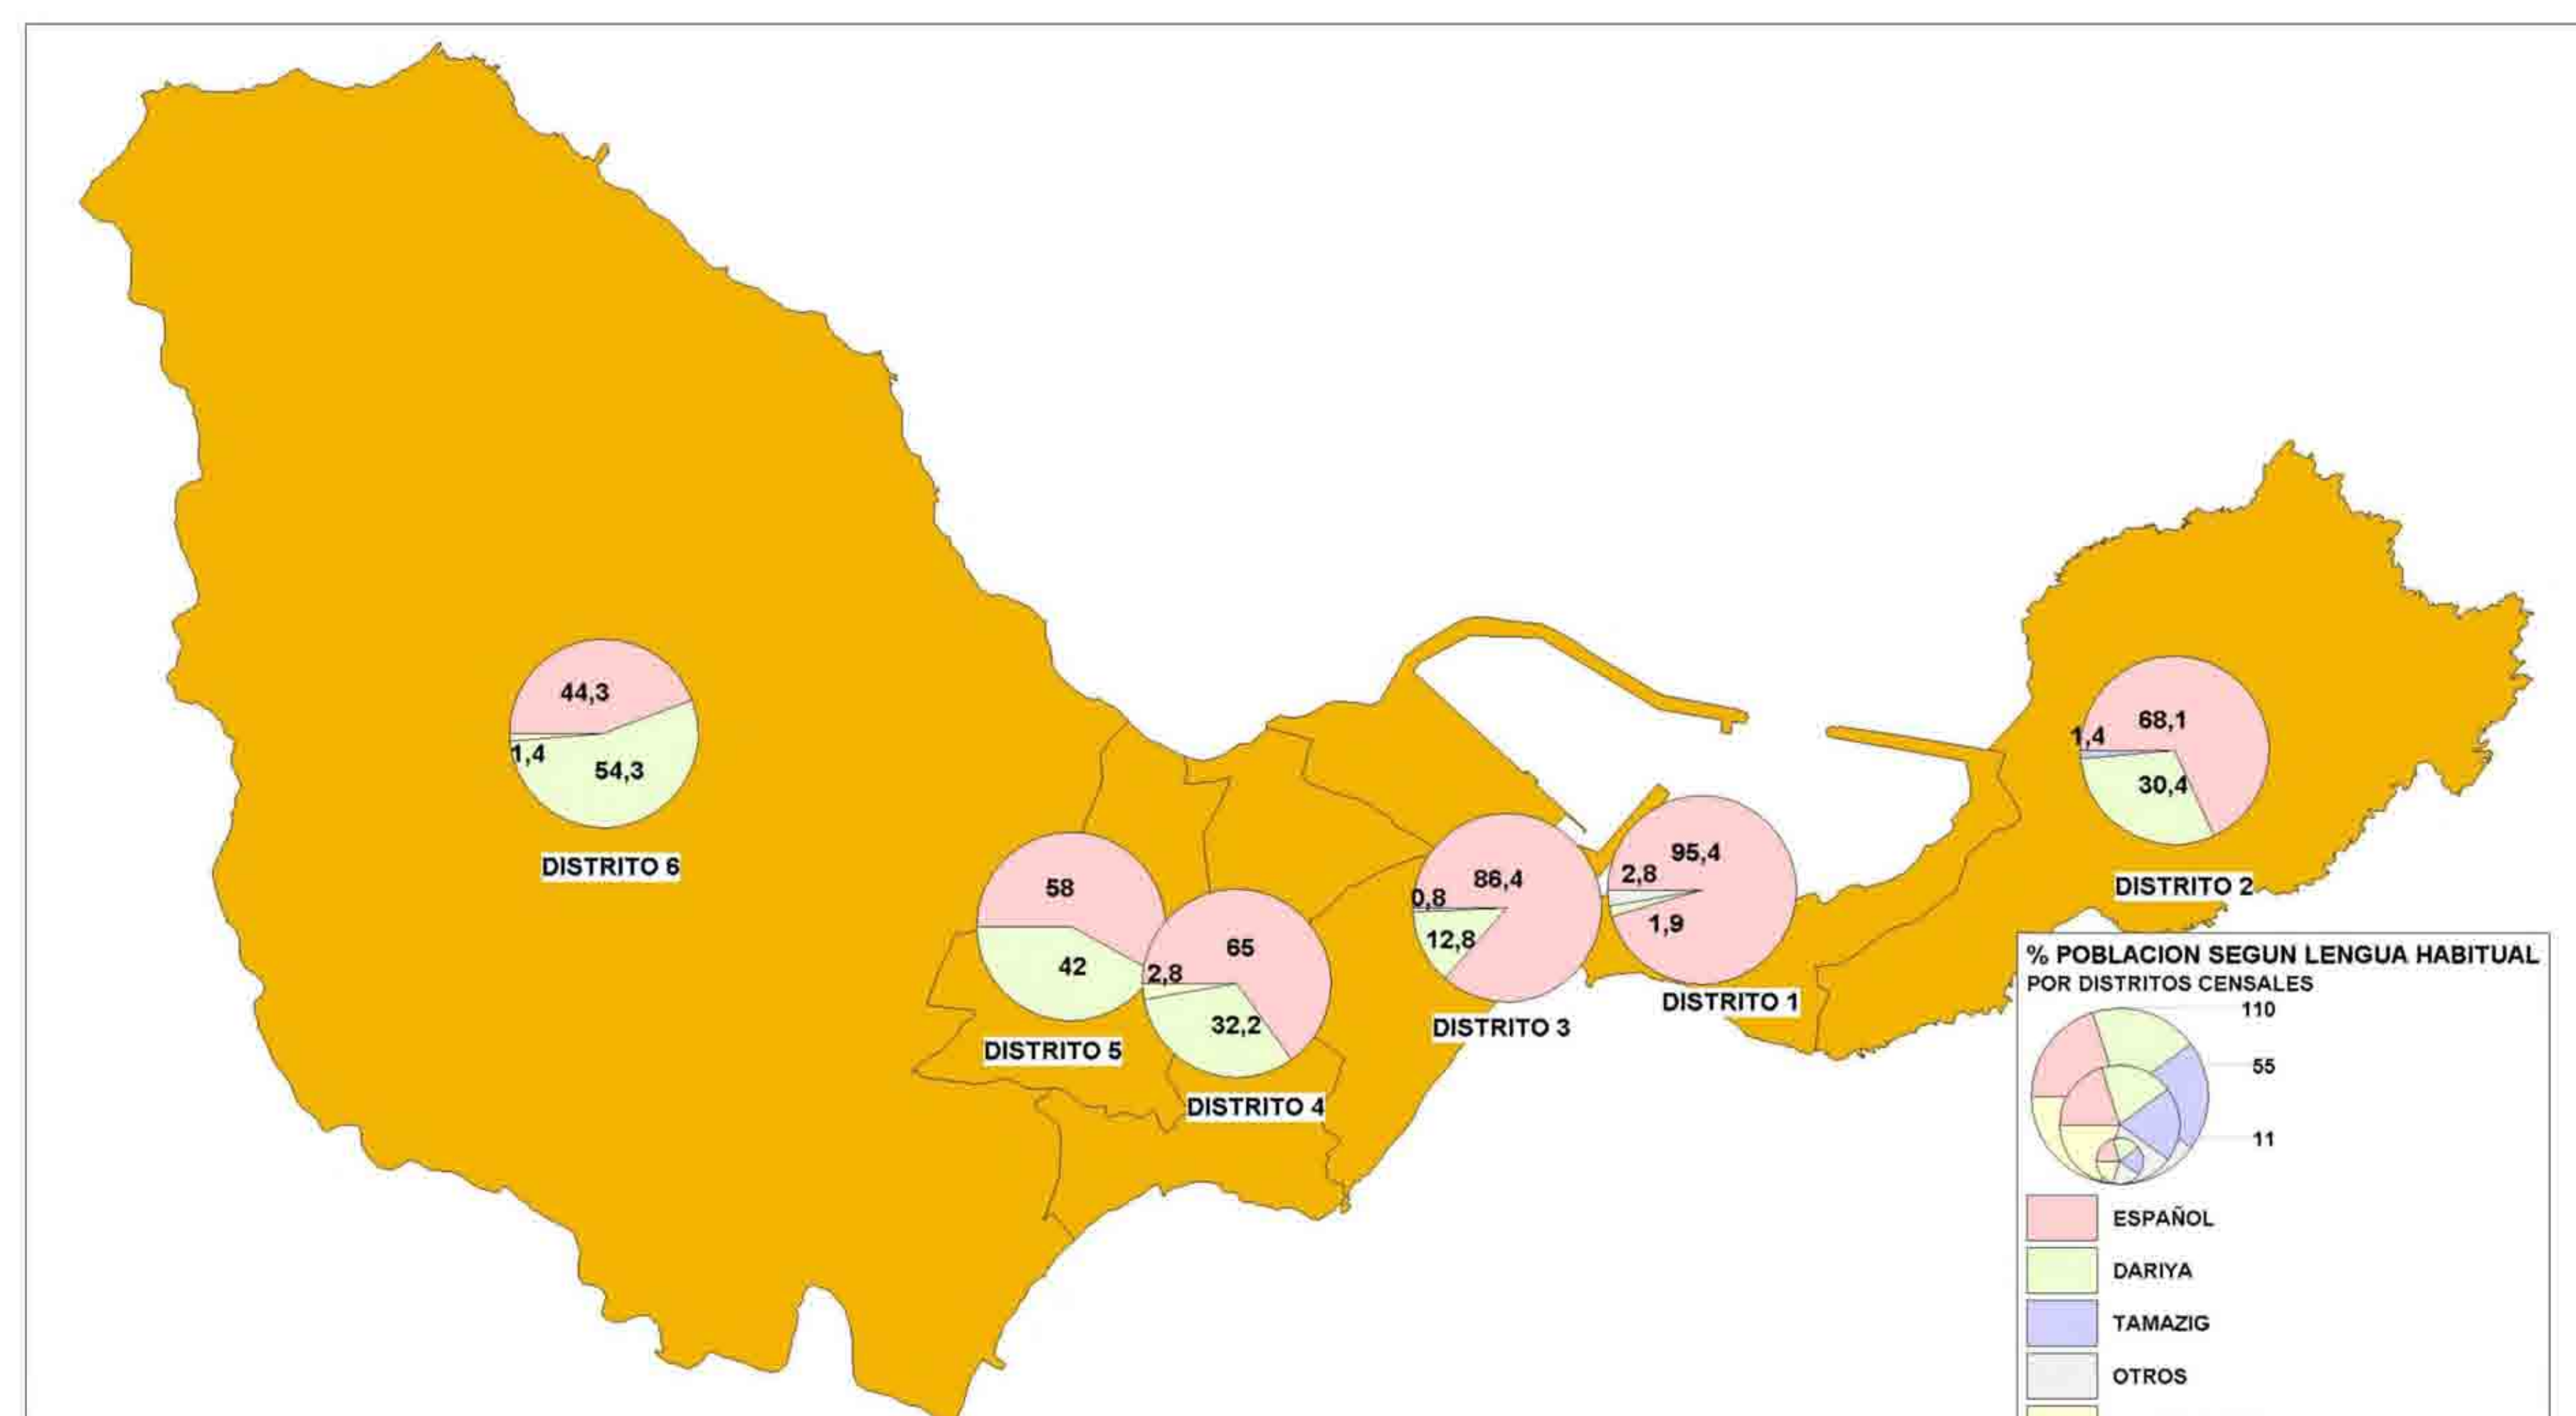 44,3
1,4
54,3
DISTRITO 6
58
42
DISTRITO 5
65
2,8
32,2
DISTRITO 4
86,4
0,8
12,8
DISTRITO 3
95,4
2,8
1,9
DISTRITO 1
68,1
1,4
30,4
DISTRITO 2
% POBLACION SEGUN LENGUA HABITUAL
POR DISTRITOS CENSALES
110
55
11
ESPAÑOL
DARIYA
TAMAZIG
OTROS